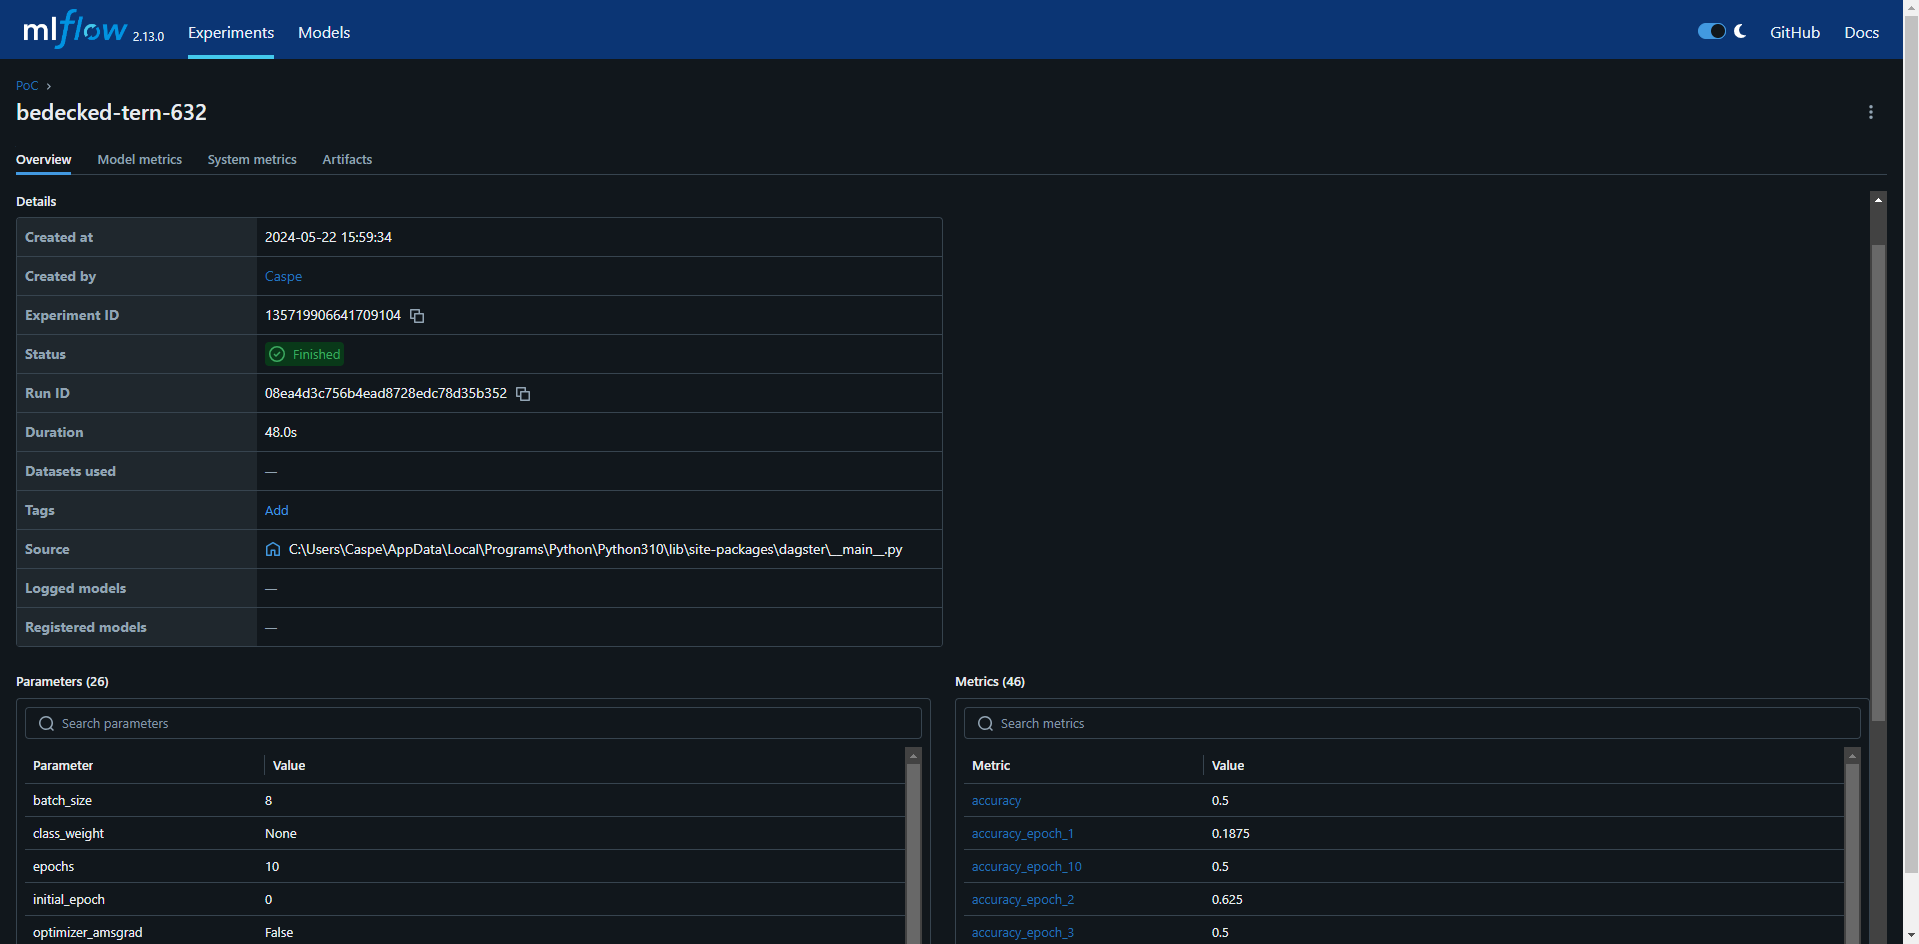 mlflow 2.13.0 Experiments Models GitHub Docs
PoC
bedecked-tern-632
Overview Model metrics System metrics Artifacts
Details
Created at 2024-05-22 15:59:34
Created by Caspe
Experiment ID 135719906641709104
Status Finished
Run ID 08ea4d3c756b4ead8728edc78d35b352
Duration 48.0s
Datasets used —
Tags Add
Source C:\Users\Caspe\AppData\Local\Programs\Python\Python310\lib\site-packages\dagster\__main__.py
Logged models —
Registered models —
Parameters (26)
Search parameters
Parameter Value
batch_size 8
class_weight None
epochs 10
initial_epoch 0
optimizer_amsgrad False
Metrics (46)
Search metrics
Metric Value
accuracy 0.5
accuracy_epoch_1 0.1875
accuracy_epoch_10 0.5
accuracy_epoch_2 0.625
accuracy_epoch_3 0.5